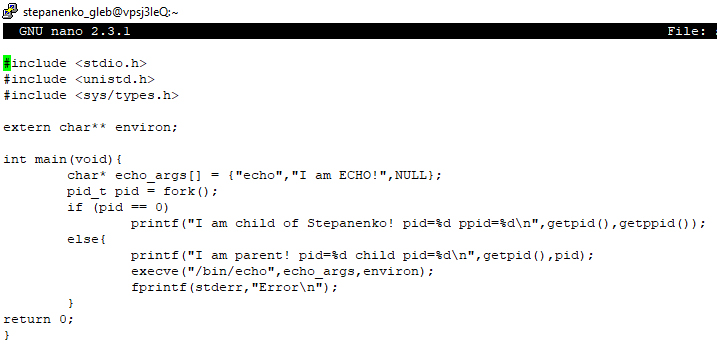 stepanenko_gleb@vpsj3leQ:~
GNU nano 2.3.1 File:
#include <stdio.h>
#include <unistd.h>
#include <sys/types.h>
extern char** environ;
int main(void){
char* echo_args[] = {"echo","I am ECHO!",NULL};
pid_t pid = fork();
if (pid == 0)
printf("I am child of Stepanenko! pid=%d ppid=%d\n",getpid(),getppid());
else{
printf("I am parent! pid=%d child pid=%d\n",getpid(),pid);
execve("/bin/echo",echo_args,environ);
fprintf(stderr,"Error\n");
}
return 0;
}